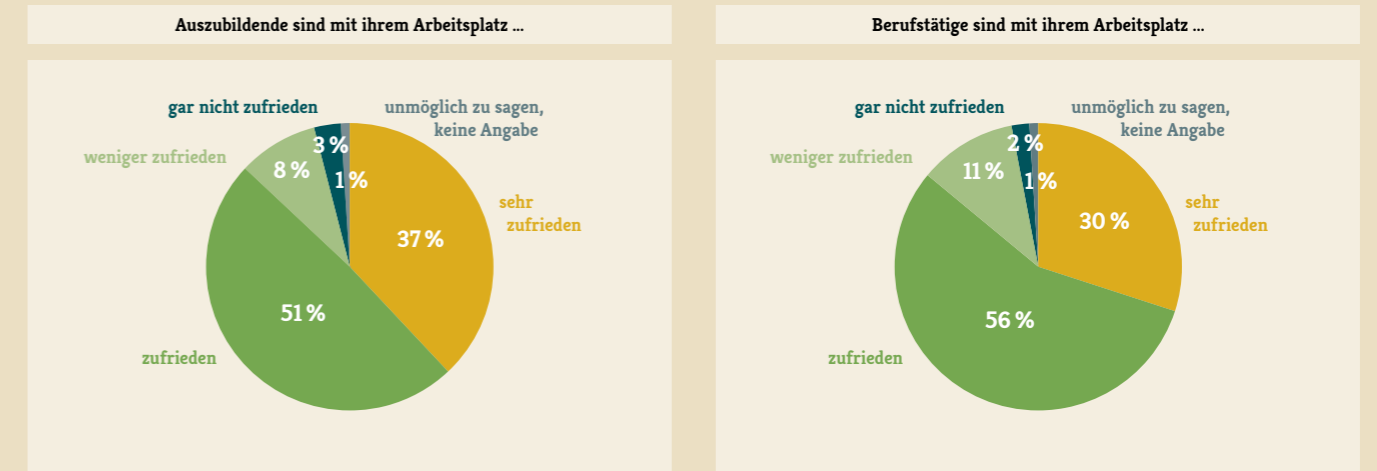 Auszubildende sind mit ihrem Arbeitsplatz ...
gar nicht zufrieden
unmöglich zu sagen,
keine Angabe
weniger zufrieden
3 %
8 %
1 %
sehr
zufrieden
37 %
51 %
zufrieden
Berufstätige sind mit ihrem Arbeitsplatz ...
gar nicht zufrieden
unmöglich zu sagen,
keine Angabe
weniger zufrieden
2 %
11 %
1 %
sehr
zufrieden
30 %
56 %
zufrieden